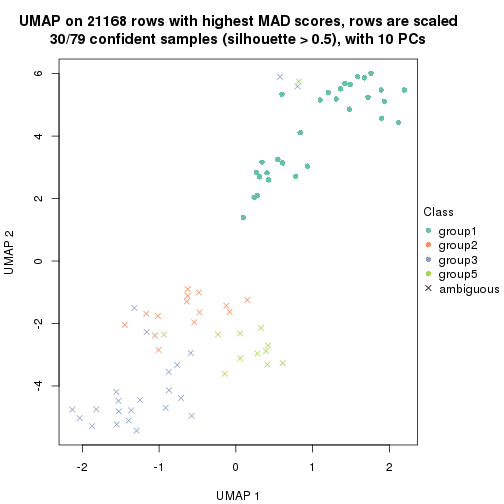 UMAP on 21168 rows with highest MAD scores, rows are scaled
30/79 confident samples (silhouette > 0.5), with 10 PCs
6
4
2
0
-2
-4
UMAP 2
-2
-1
0
1
2
UMAP 1
Class
group1
group2
group3
group5
ambiguous